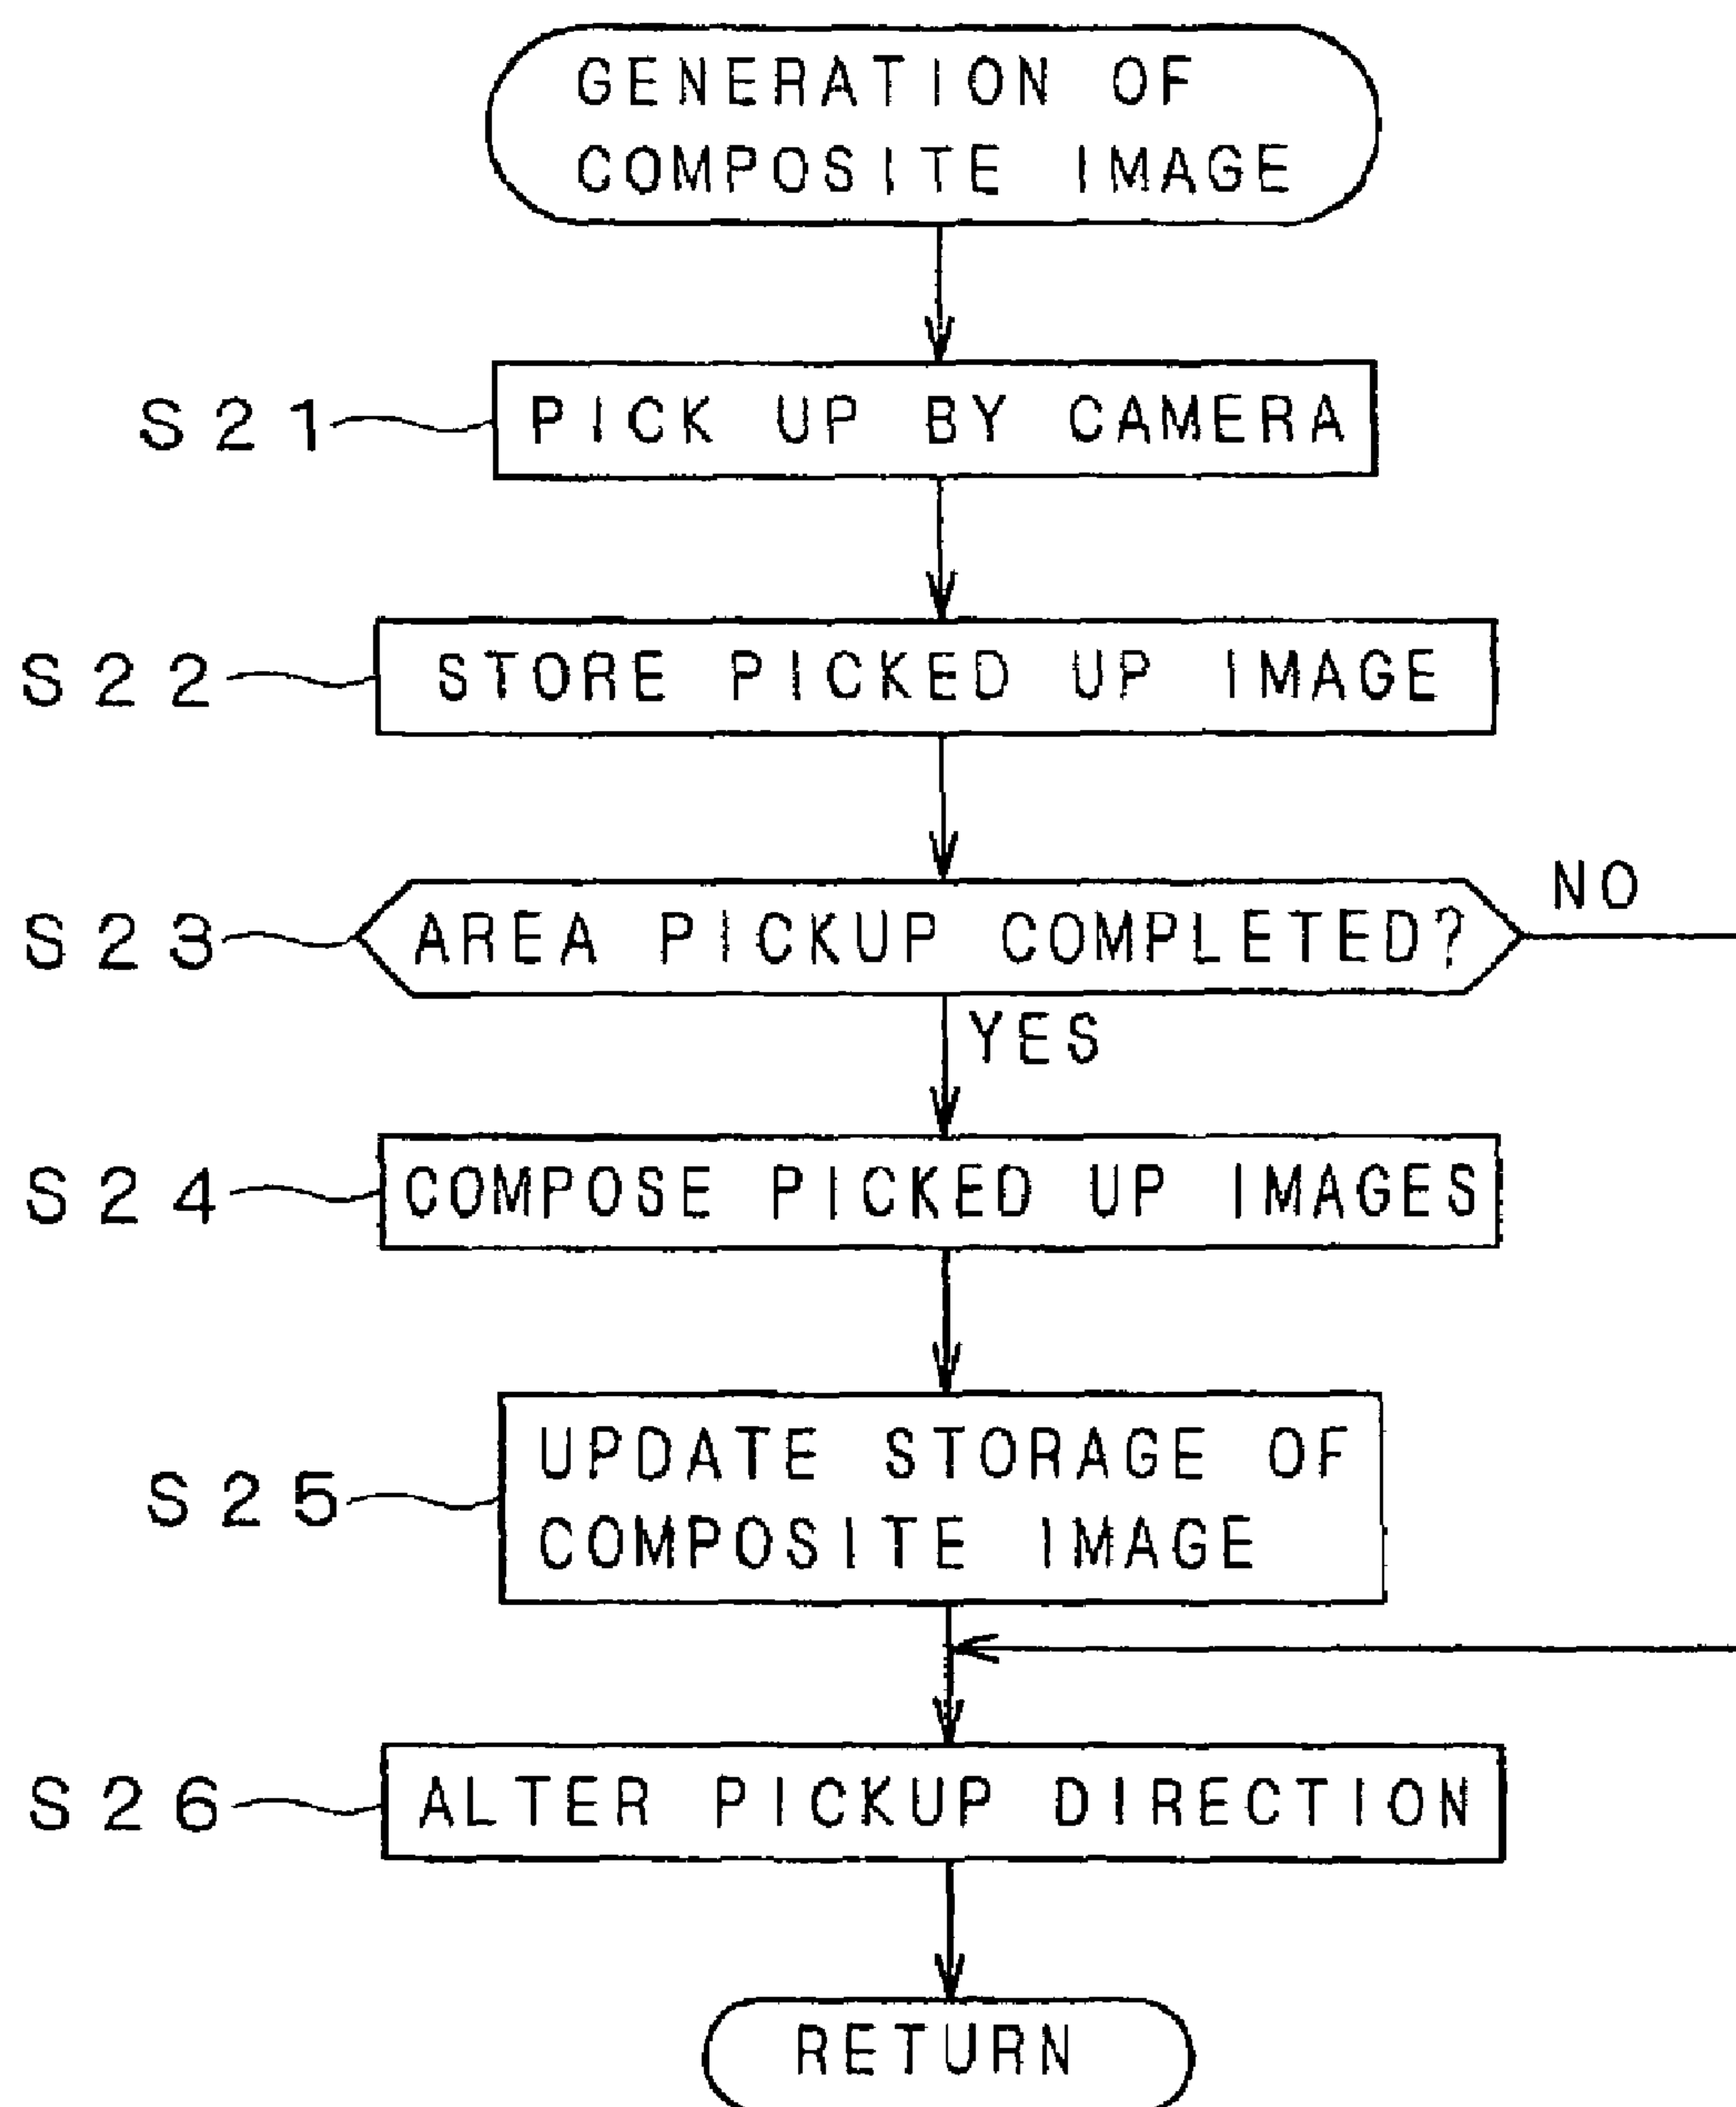 GENERATION OF
COMPOSITE IMAGE
S21
PICK UP BY CAMERA
S22
STORE PICKED UP IMAGE
S23
AREA PICKUP COMPLETED?
NO
YES
S24
COMPOSE PICKED UP IMAGES
S25
UPDATE STORAGE OF
COMPOSITE IMAGE
S26
ALTER PICKUP DIRECTION
RETURN